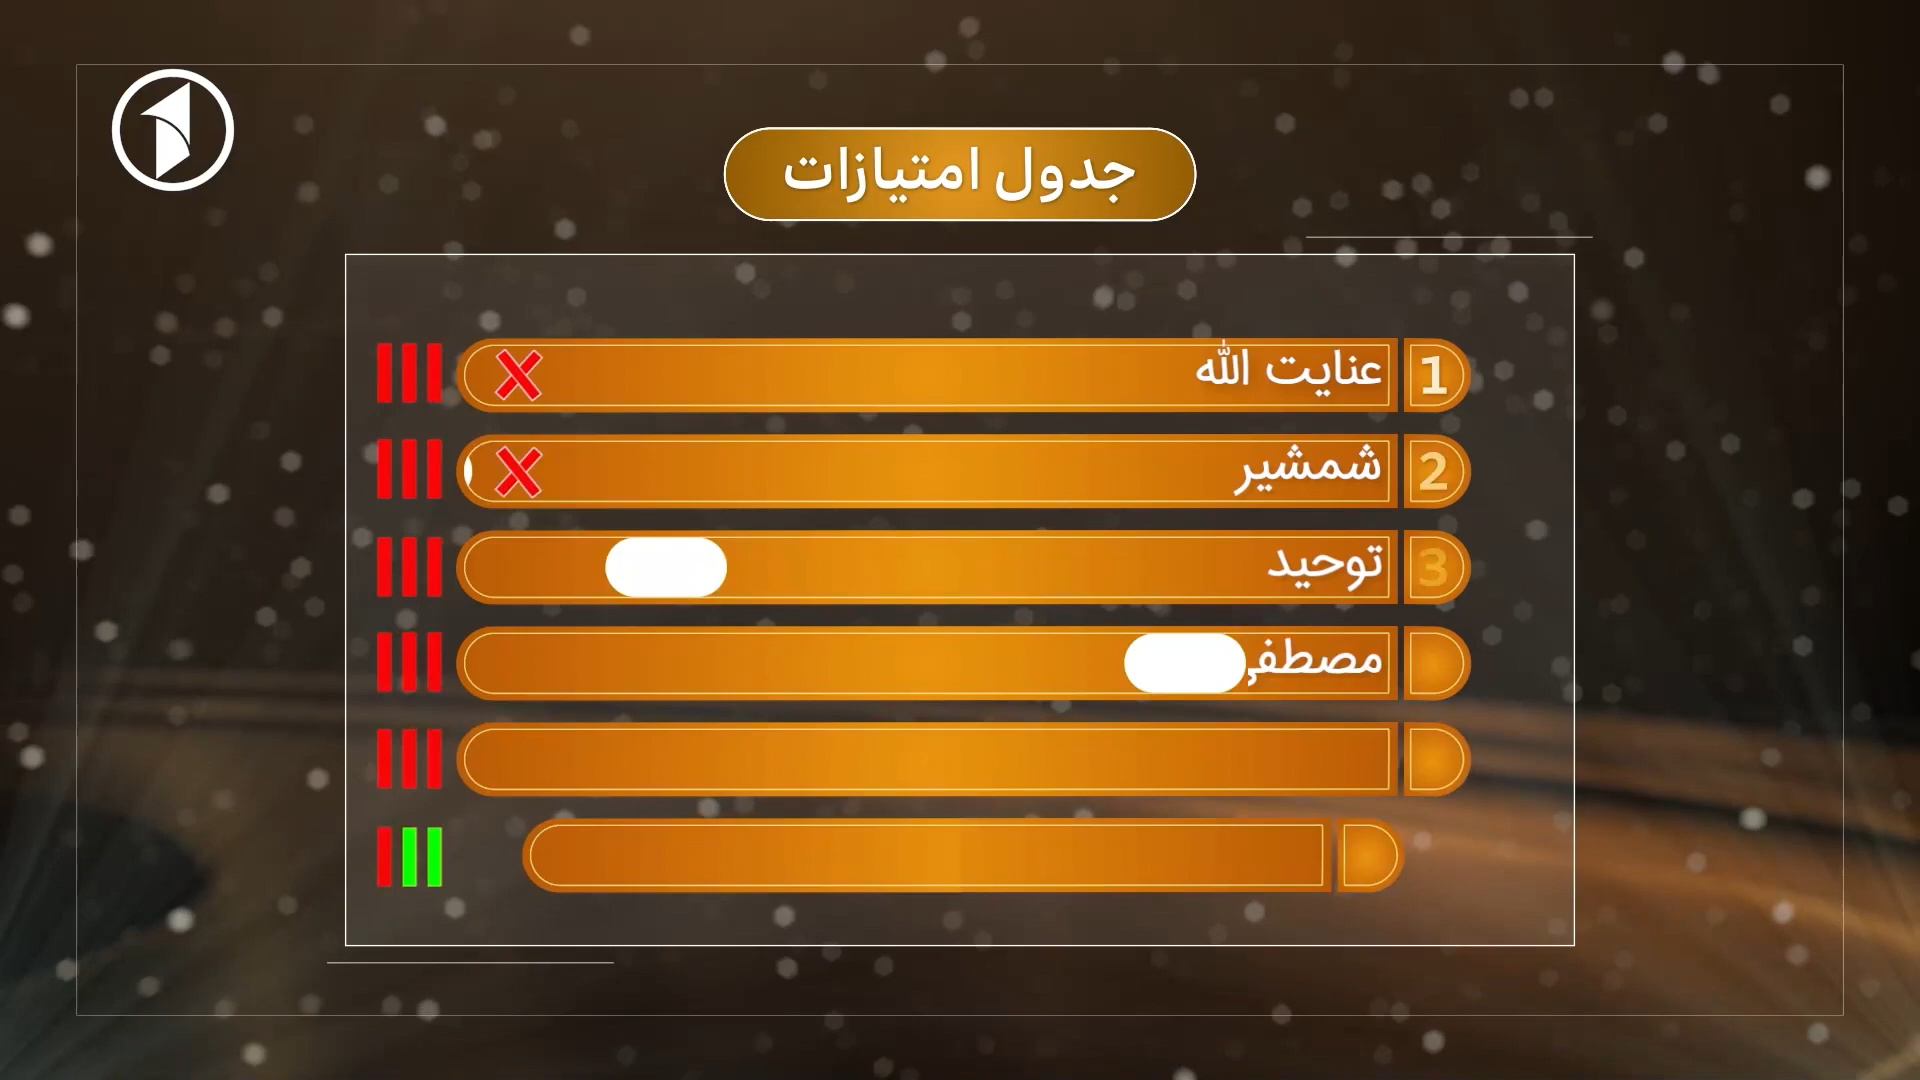 جدول امتیازات
1 عنایت الله
2 شمشیر
3 توحید
مصطفی